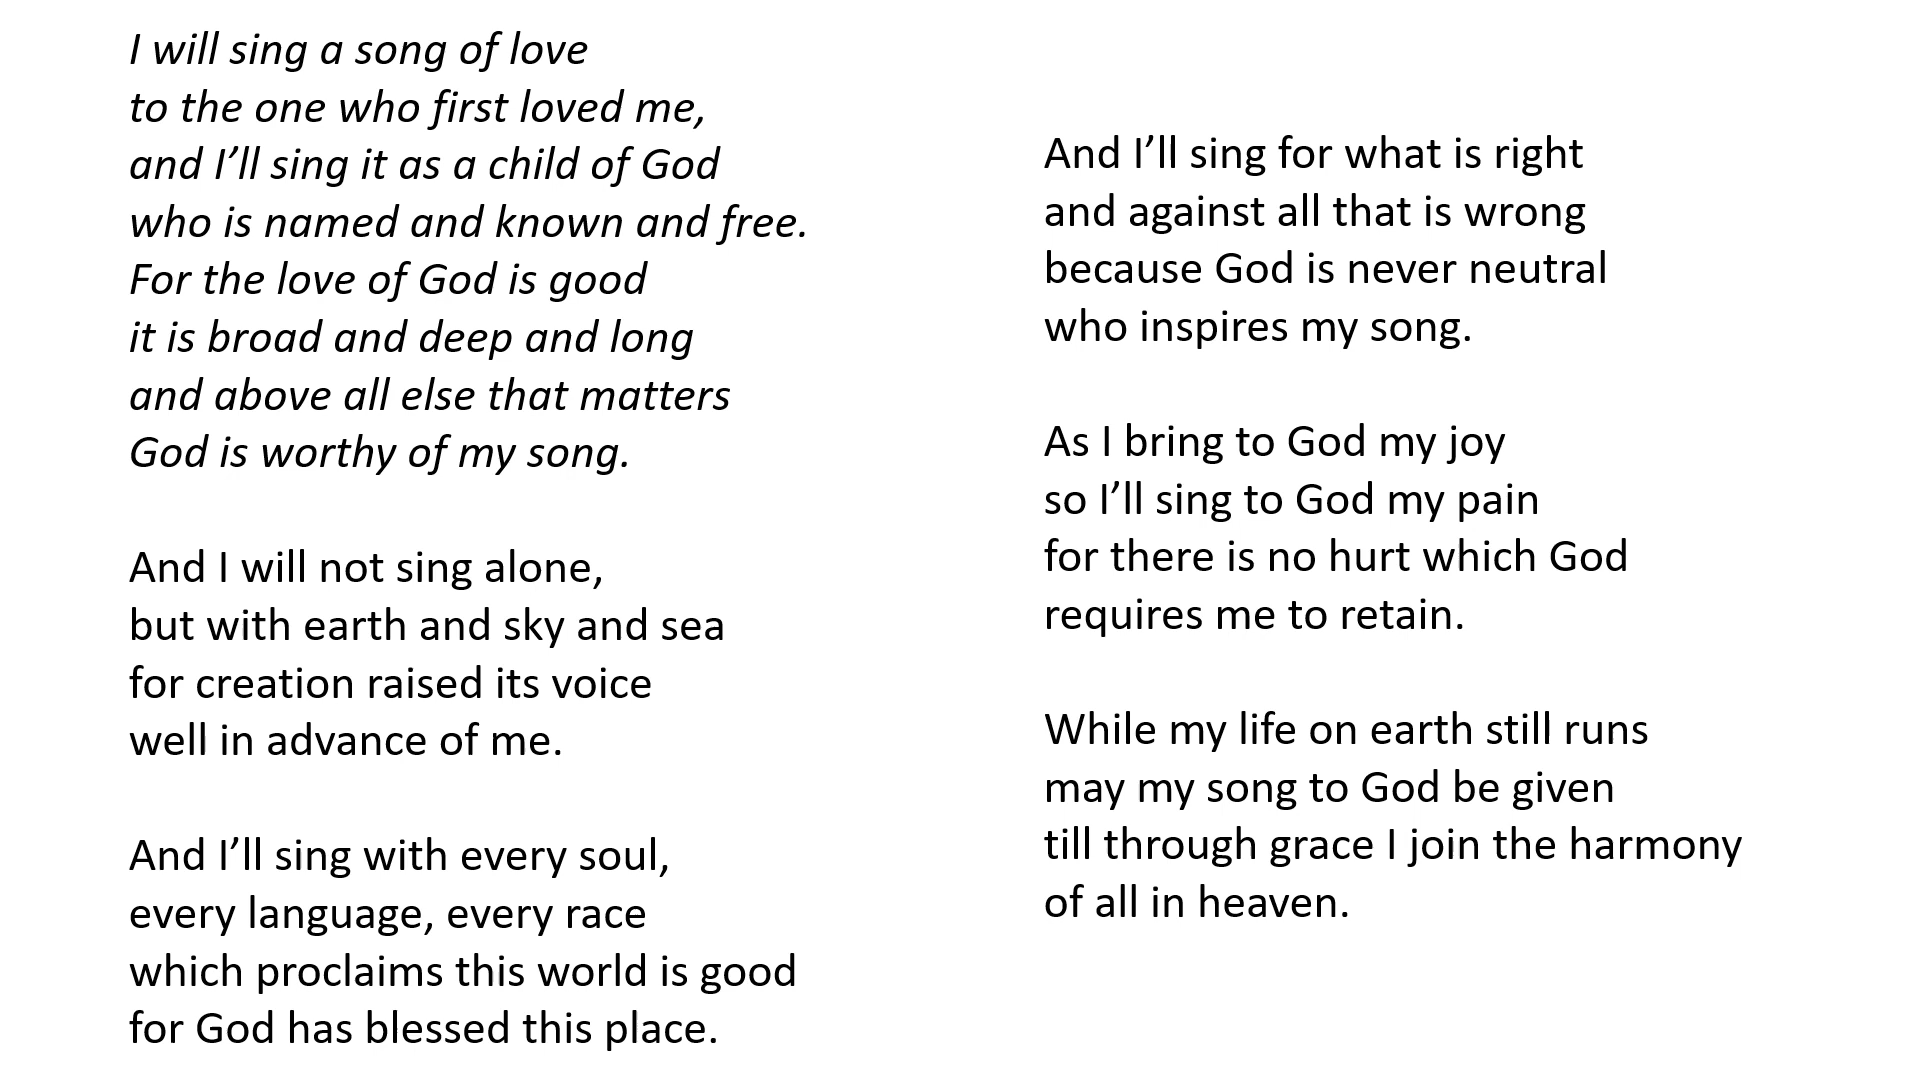 I will sing a song of love
to the one who first loved me,
and I’ll sing it as a child of God
who is named and known and free.
For the love of God is good
it is broad and deep and long
and above all else that matters
God is worthy of my song.

And I will not sing alone,
but with earth and sky and sea
for creation raised its voice
well in advance of me.

And I’ll sing with every soul,
every language, every race
which proclaims this world is good
for God has blessed this place.

And I’ll sing for what is right
and against all that is wrong
because God is never neutral
who inspires my song.

As I bring to God my joy
so I’ll sing to God my pain
for there is no hurt which God
requires me to retain.

While my life on earth still runs
may my song to God be given
till through grace I join the harmony
of all in heaven.